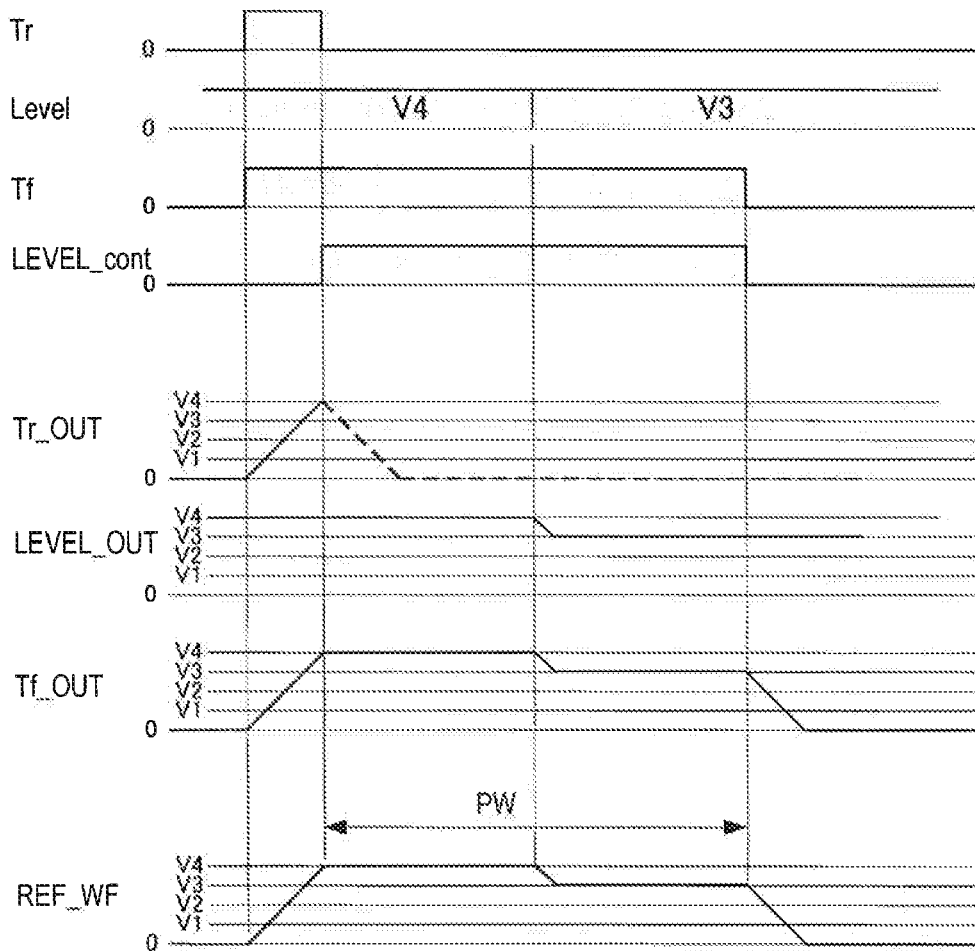 Tr
0
Level
V4
V3
0
Tf
0
LEVEL_cont
0
V4
V3
Tr_OUT
V2
V1
0
V4
LEVEL_OUT
V3
V2
V1
0
V4
V3
Tf_OUT
V2
V1
0
PW
V4
V3
REF_WF
V2
V1
0